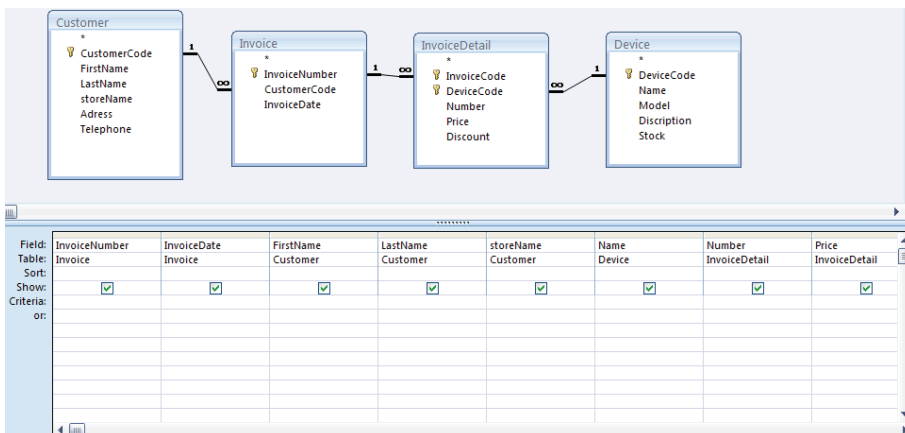 Customer
*
CustomerCode
FirstName
LastName
storeName
Adress
Telephone
1
∞
Invoice
*
InvoiceNumber
CustomerCode
InvoiceDate
1
∞
InvoiceDetail
*
InvoiceCode
DeviceCode
Number
Price
Discount
∞
1
Device
*
DeviceCode
Name
Model
Discription
Stock
Field: InvoiceNumber InvoiceDate FirstName LastName storeName Name Number Price
Table: Invoice Invoice Customer Customer Customer Device InvoiceDetail InvoiceDetail
Sort:
Show:
Criteria:
or: